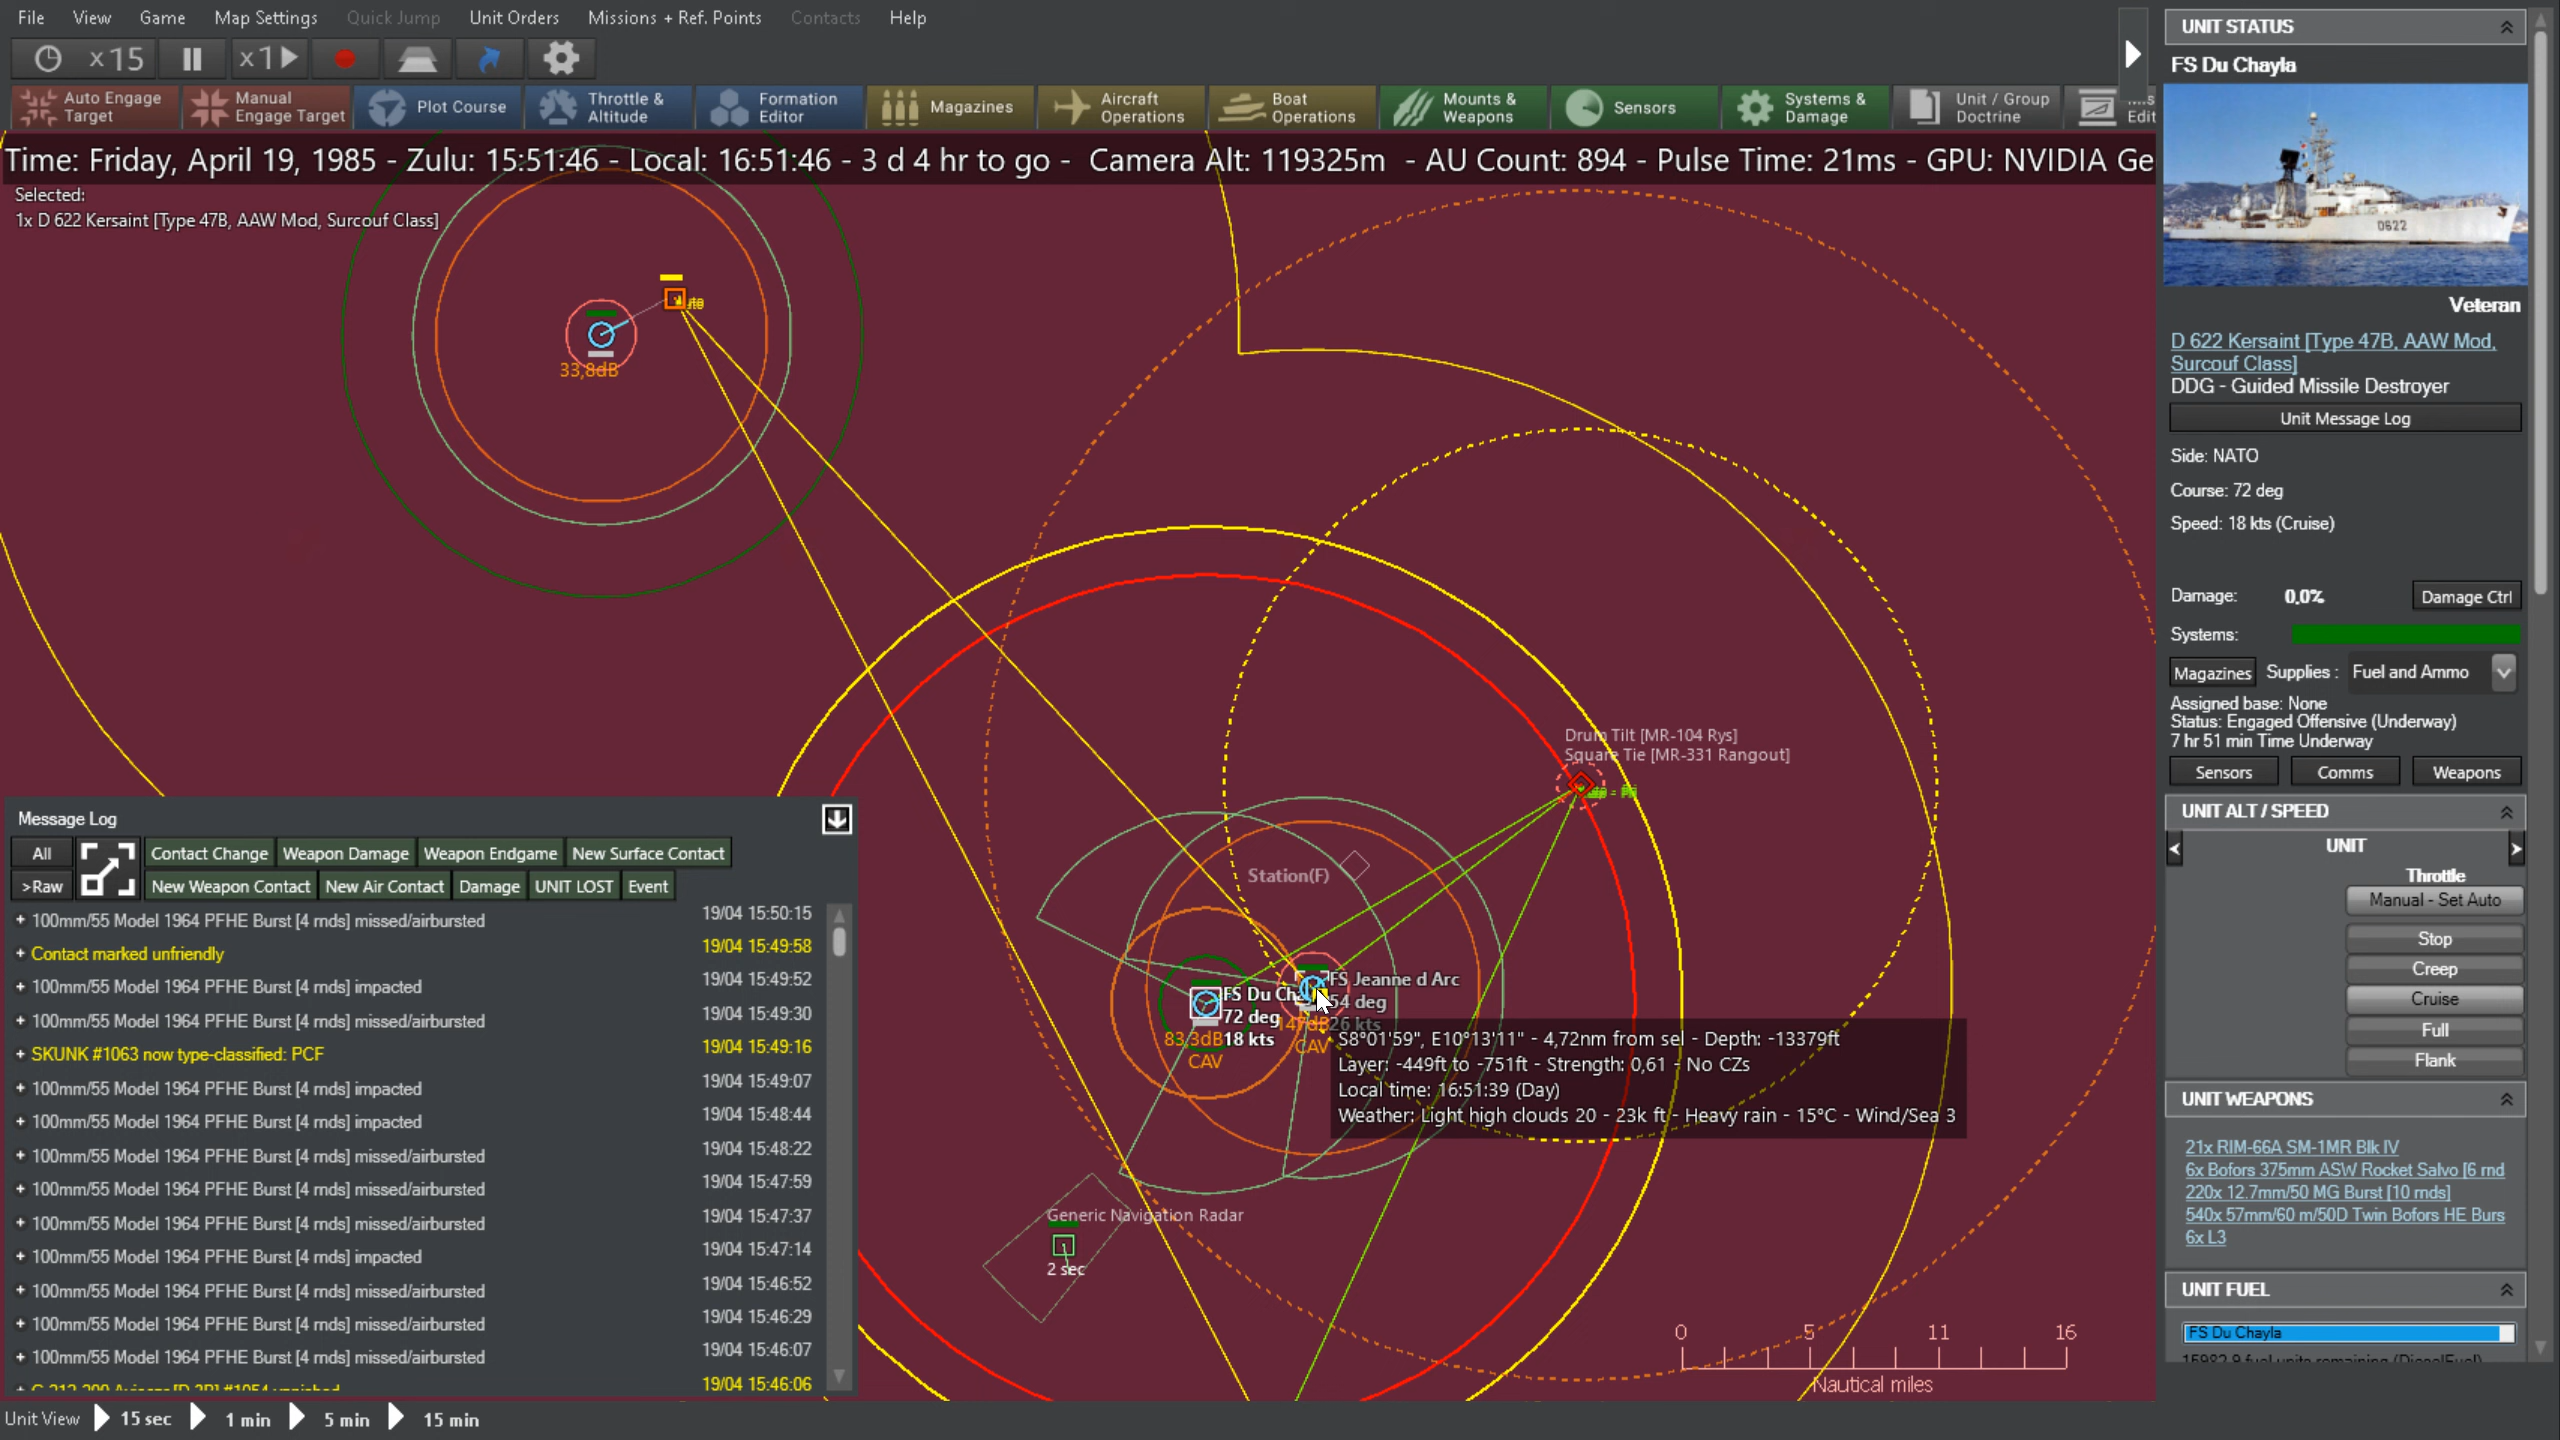 File View Game Map Settings Quick Jump Unit Orders Missions + Ref. Points Contacts Help
x15 x1
Auto Engage Target
Manual Engage Target
Plot Course
Throttle & Altitude
Formation Editor
Magazines
Aircraft Operations
Boat Operations
Mounts & Weapons
Sensors
Systems & Damage
Unit / Group Doctrine
Time: Friday, April 19, 1985 - Zulu: 15:51:46 - Local: 16:51:46 - 3 d 4 hr to go - Camera Alt: 119325m - AU Count: 894 - Pulse Time: 21ms - GPU: NVIDIA Ge
Selected:
1x D 622 Kersaint [Type 47B, AAW Mod, Surcouf Class]
33,8dB
Drum Tilt [MR-104 Rys]
Square Tie [MR-331 Rangout]
Station(F)
FS Jeanne d Arc
54 deg
26 kts
FS Du Cha
72 deg
18 kts
83,3dB
147dB
CAV
CAV
S8°01'59", E10°13'11" - 4,72nm from sel - Depth: -13379ft
Layer: -449ft to -751ft - Strength: 0,61 - No CZs
Local time: 16:51:39 (Day)
Weather: Light high clouds 20 - 23k ft - Heavy rain - 15°C - Wind/Sea 3
Generic Navigation Radar
2 sec
0 5 11 16
Nautical miles
Message Log
All
>Raw
Contact Change Weapon Damage Weapon Endgame New Surface Contact
New Weapon Contact New Air Contact Damage UNIT LOST Event
+ 100mm/55 Model 1964 PFHE Burst [4 rnds] missed/airbursted 19/04 15:50:15
+ Contact marked unfriendly 19/04 15:49:58
+ 100mm/55 Model 1964 PFHE Burst [4 rnds] impacted 19/04 15:49:52
+ 100mm/55 Model 1964 PFHE Burst [4 rnds] missed/airbursted 19/04 15:49:30
+ SKUNK #1063 now type-classified: PCF 19/04 15:49:16
+ 100mm/55 Model 1964 PFHE Burst [4 rnds] impacted 19/04 15:49:07
+ 100mm/55 Model 1964 PFHE Burst [4 rnds] impacted 19/04 15:48:44
+ 100mm/55 Model 1964 PFHE Burst [4 rnds] missed/airbursted 19/04 15:48:22
+ 100mm/55 Model 1964 PFHE Burst [4 rnds] missed/airbursted 19/04 15:47:59
+ 100mm/55 Model 1964 PFHE Burst [4 rnds] missed/airbursted 19/04 15:47:37
+ 100mm/55 Model 1964 PFHE Burst [4 rnds] impacted 19/04 15:47:14
+ 100mm/55 Model 1964 PFHE Burst [4 rnds] missed/airbursted 19/04 15:46:52
+ 100mm/55 Model 1964 PFHE Burst [4 rnds] missed/airbursted 19/04 15:46:29
+ 100mm/55 Model 1964 PFHE Burst [4 rnds] missed/airbursted 19/04 15:46:07
19/04 15:46:06
Unit View 15 sec 1 min 5 min 15 min
UNIT STATUS
FS Du Chayla
D622
Veteran
D 622 Kersaint [Type 47B, AAW Mod,
Surcouf Class]
DDG - Guided Missile Destroyer
Unit Message Log
Side: NATO
Course: 72 deg
Speed: 18 kts (Cruise)
Damage: 0,0% Damage Ctrl
Systems:
Magazines Supplies : Fuel and Ammo
Assigned base: None
Status: Engaged Offensive (Underway)
7 hr 51 min Time Underway
Sensors Comms Weapons
UNIT ALT / SPEED
< UNIT >
Throttle
Manual - Set Auto
Stop
Creep
Cruise
Full
Flank
UNIT WEAPONS
21x RIM-66A SM-1MR Blk IV
6x Bofors 375mm ASW Rocket Salvo [6 rnd
220x 12.7mm/50 MG Burst [10 rnds]
540x 57mm/60 m/50D Twin Bofors HE Burs
6x L3
UNIT FUEL
FS Du Chayla